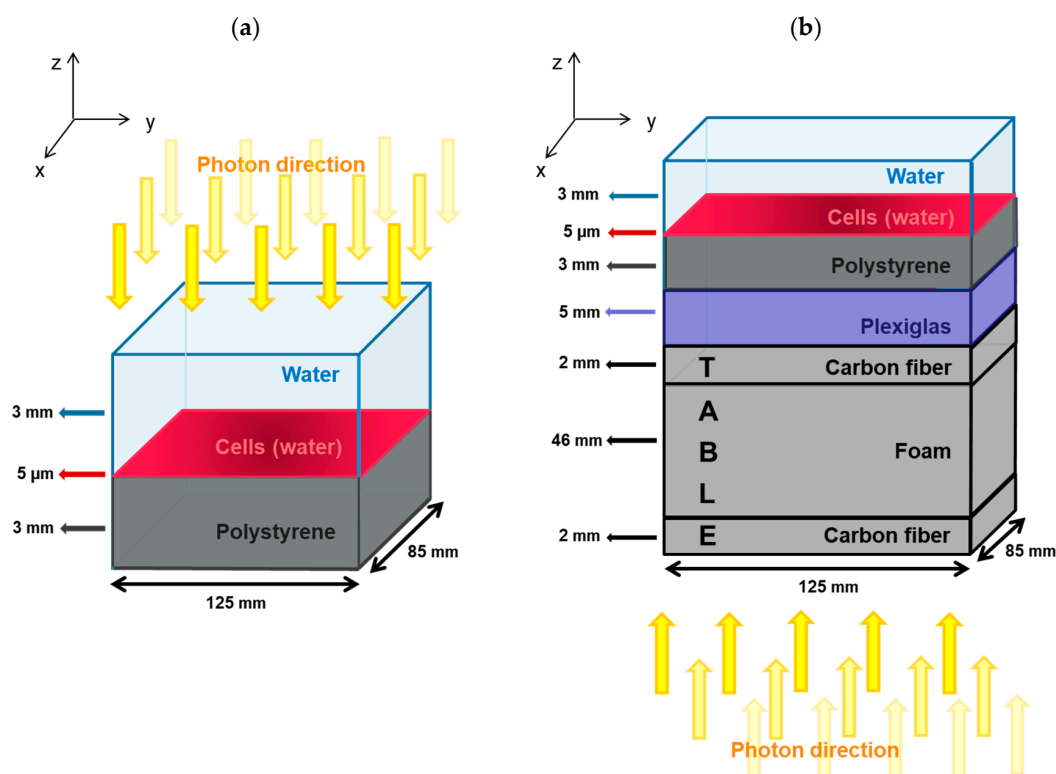 (a)
z
y
x
Photon direction
Water
3 mm
Cells (water)
5 µm
Polystyrene
3 mm
85 mm
125 mm
(b)
z
y
x
Water
3 mm
Cells (water)
5 µm
Polystyrene
3 mm
Plexiglas
5 mm
T
Carbon fiber
2 mm
A
Foam
46 mm
B
L
E
Carbon fiber
2 mm
85 mm
125 mm
Photon direction